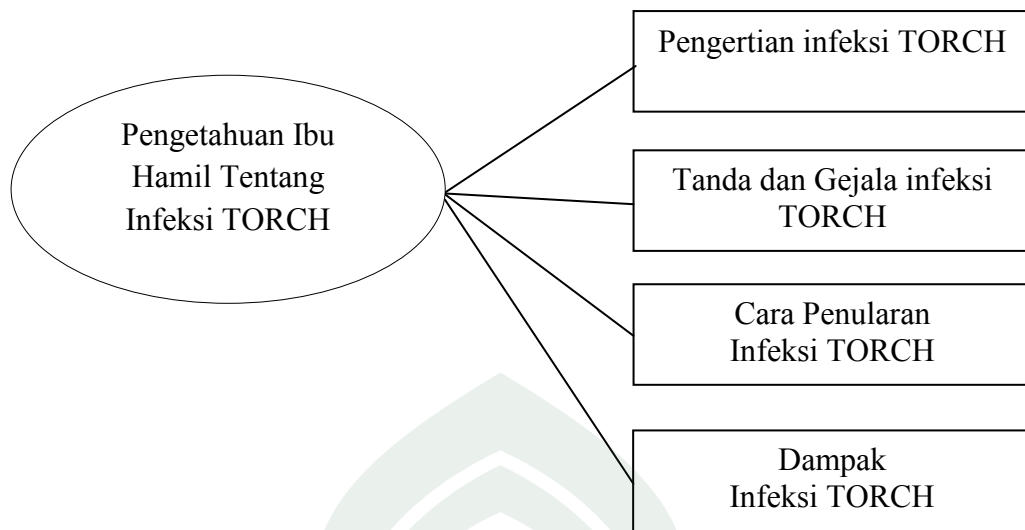 Pengetahuan Ibu
Hamil Tentang
Infeksi TORCH
Pengertian infeksi TORCH
Tanda dan Gejala infeksi
TORCH
Cara Penularan
Infeksi TORCH
Dampak
Infeksi TORCH